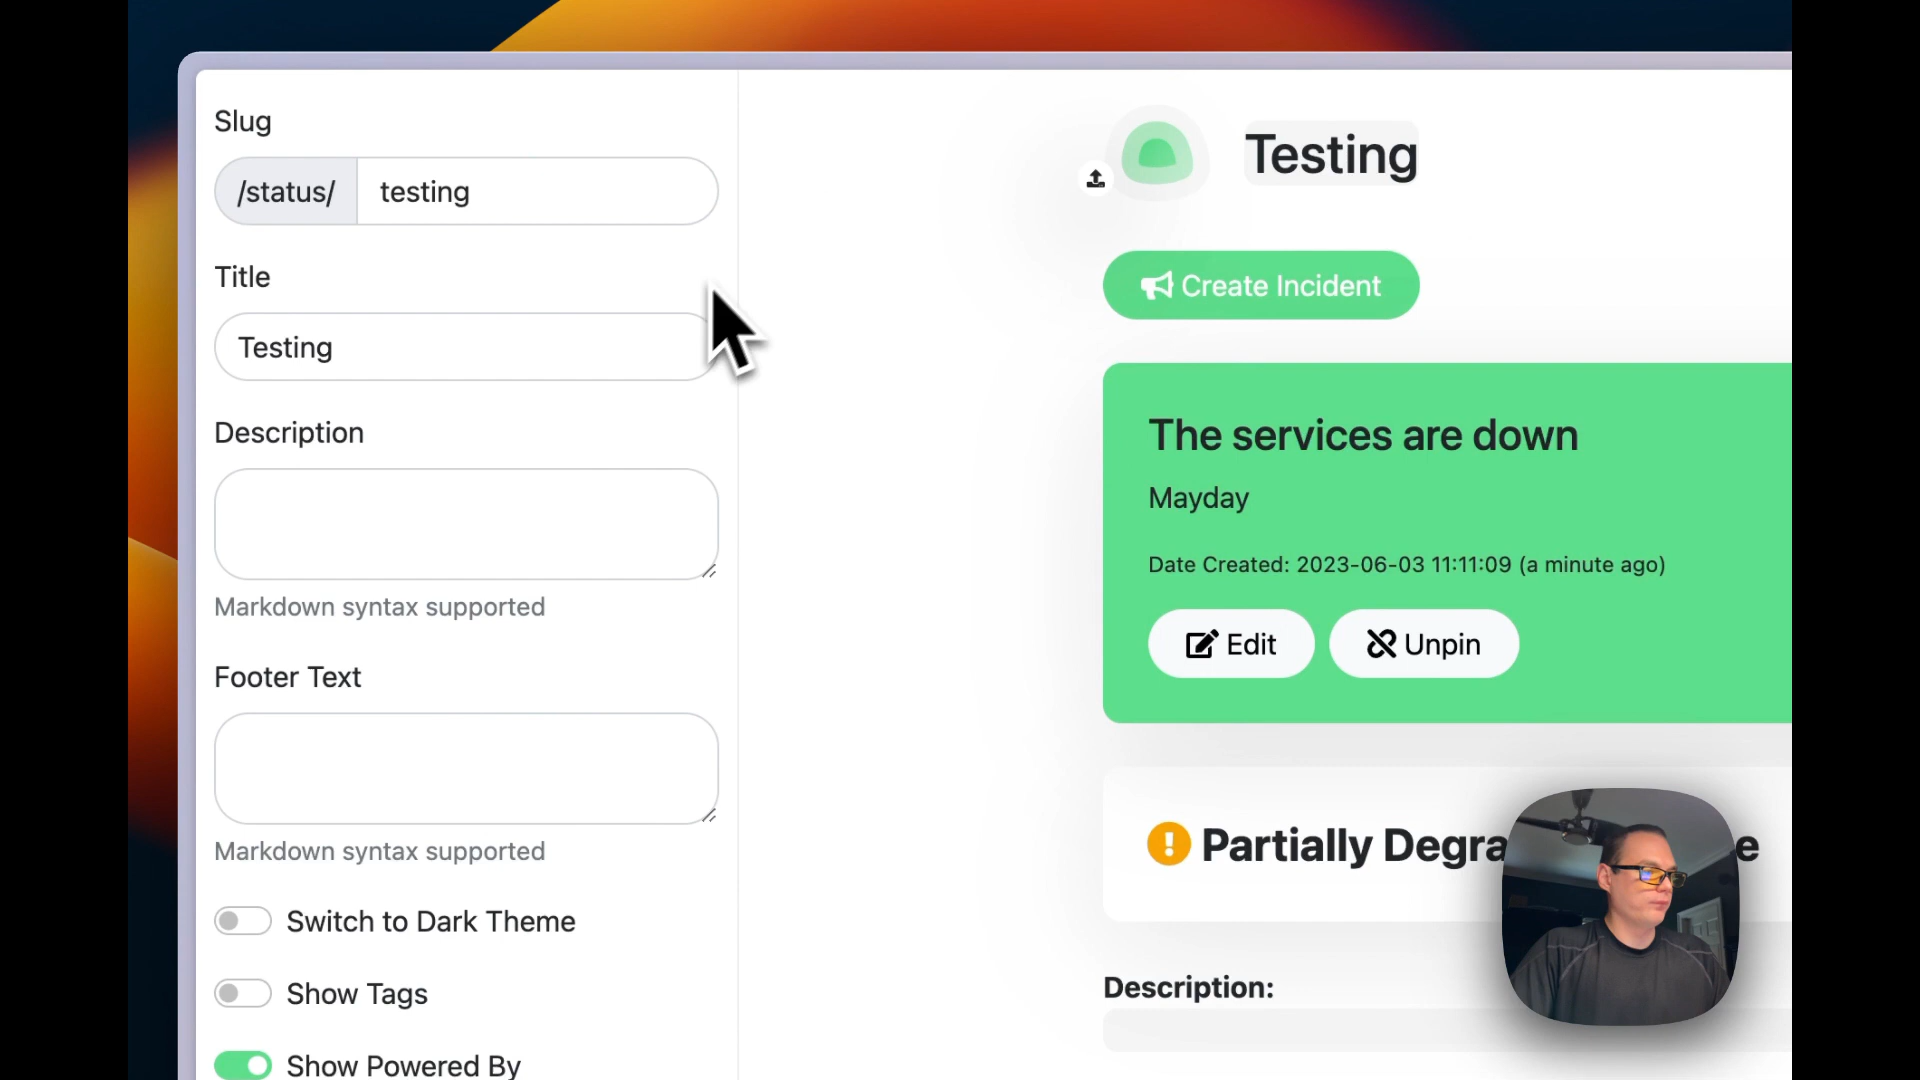 Slug
/status/ testing
Title
Testing
Description
Markdown syntax supported
Footer Text
Markdown syntax supported
Switch to Dark Theme
Show Tags
Show Powered By
Testing
Create Incident
The services are down
Mayday
Date Created: 2023-06-03 11:11:09 (a minute ago)
Edit Unpin
Partially
Description: